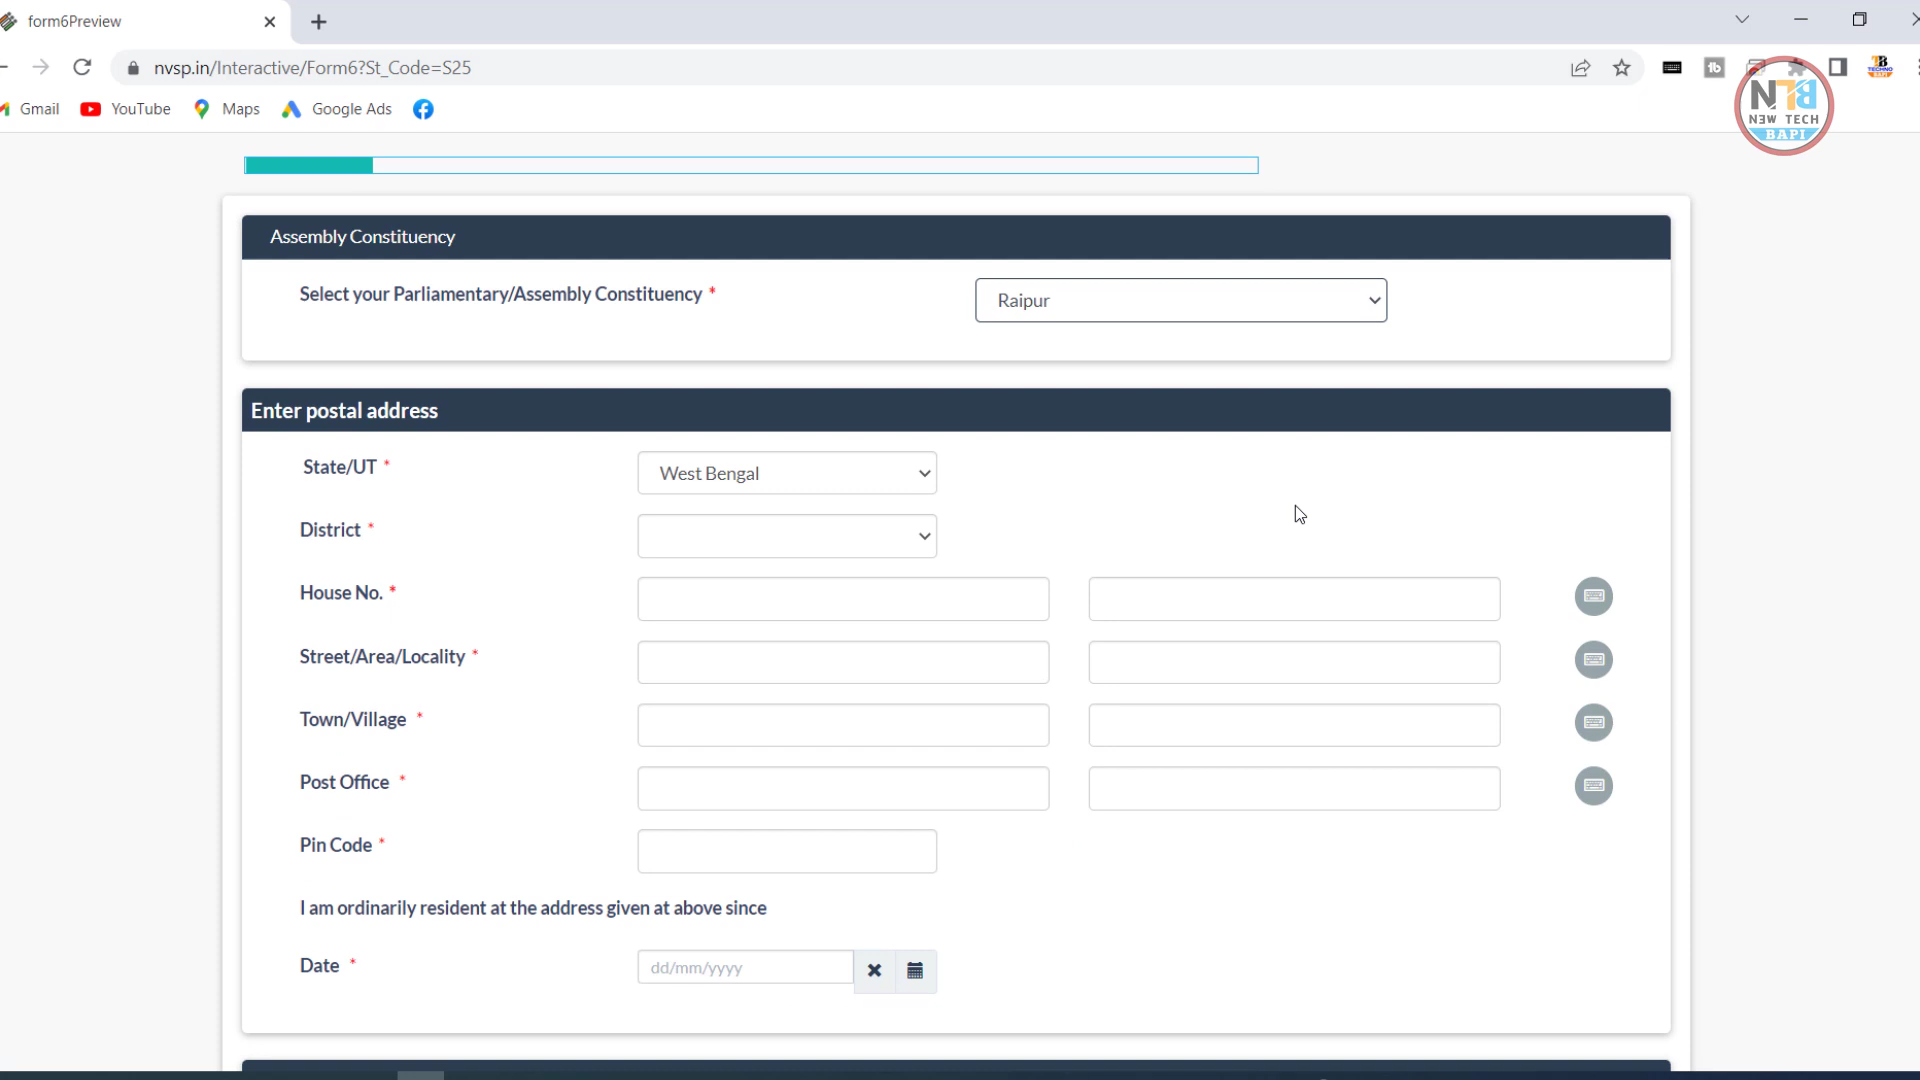 form6Preview
nvsp.in/Interactive/Form6?St_Code=S25
Gmail
YouTube
Maps
Google Ads
NTB
NEW TECH
BAPI
Assembly Constituency
Select your Parliamentary/Assembly Constituency *
Raipur
Enter postal address
State/UT *
West Bengal
District *
House No. *
Street/Area/Locality *
Town/Village *
Post Office *
Pin Code *
I am ordinarily resident at the address given at above since
Date *
dd/mm/yyyy